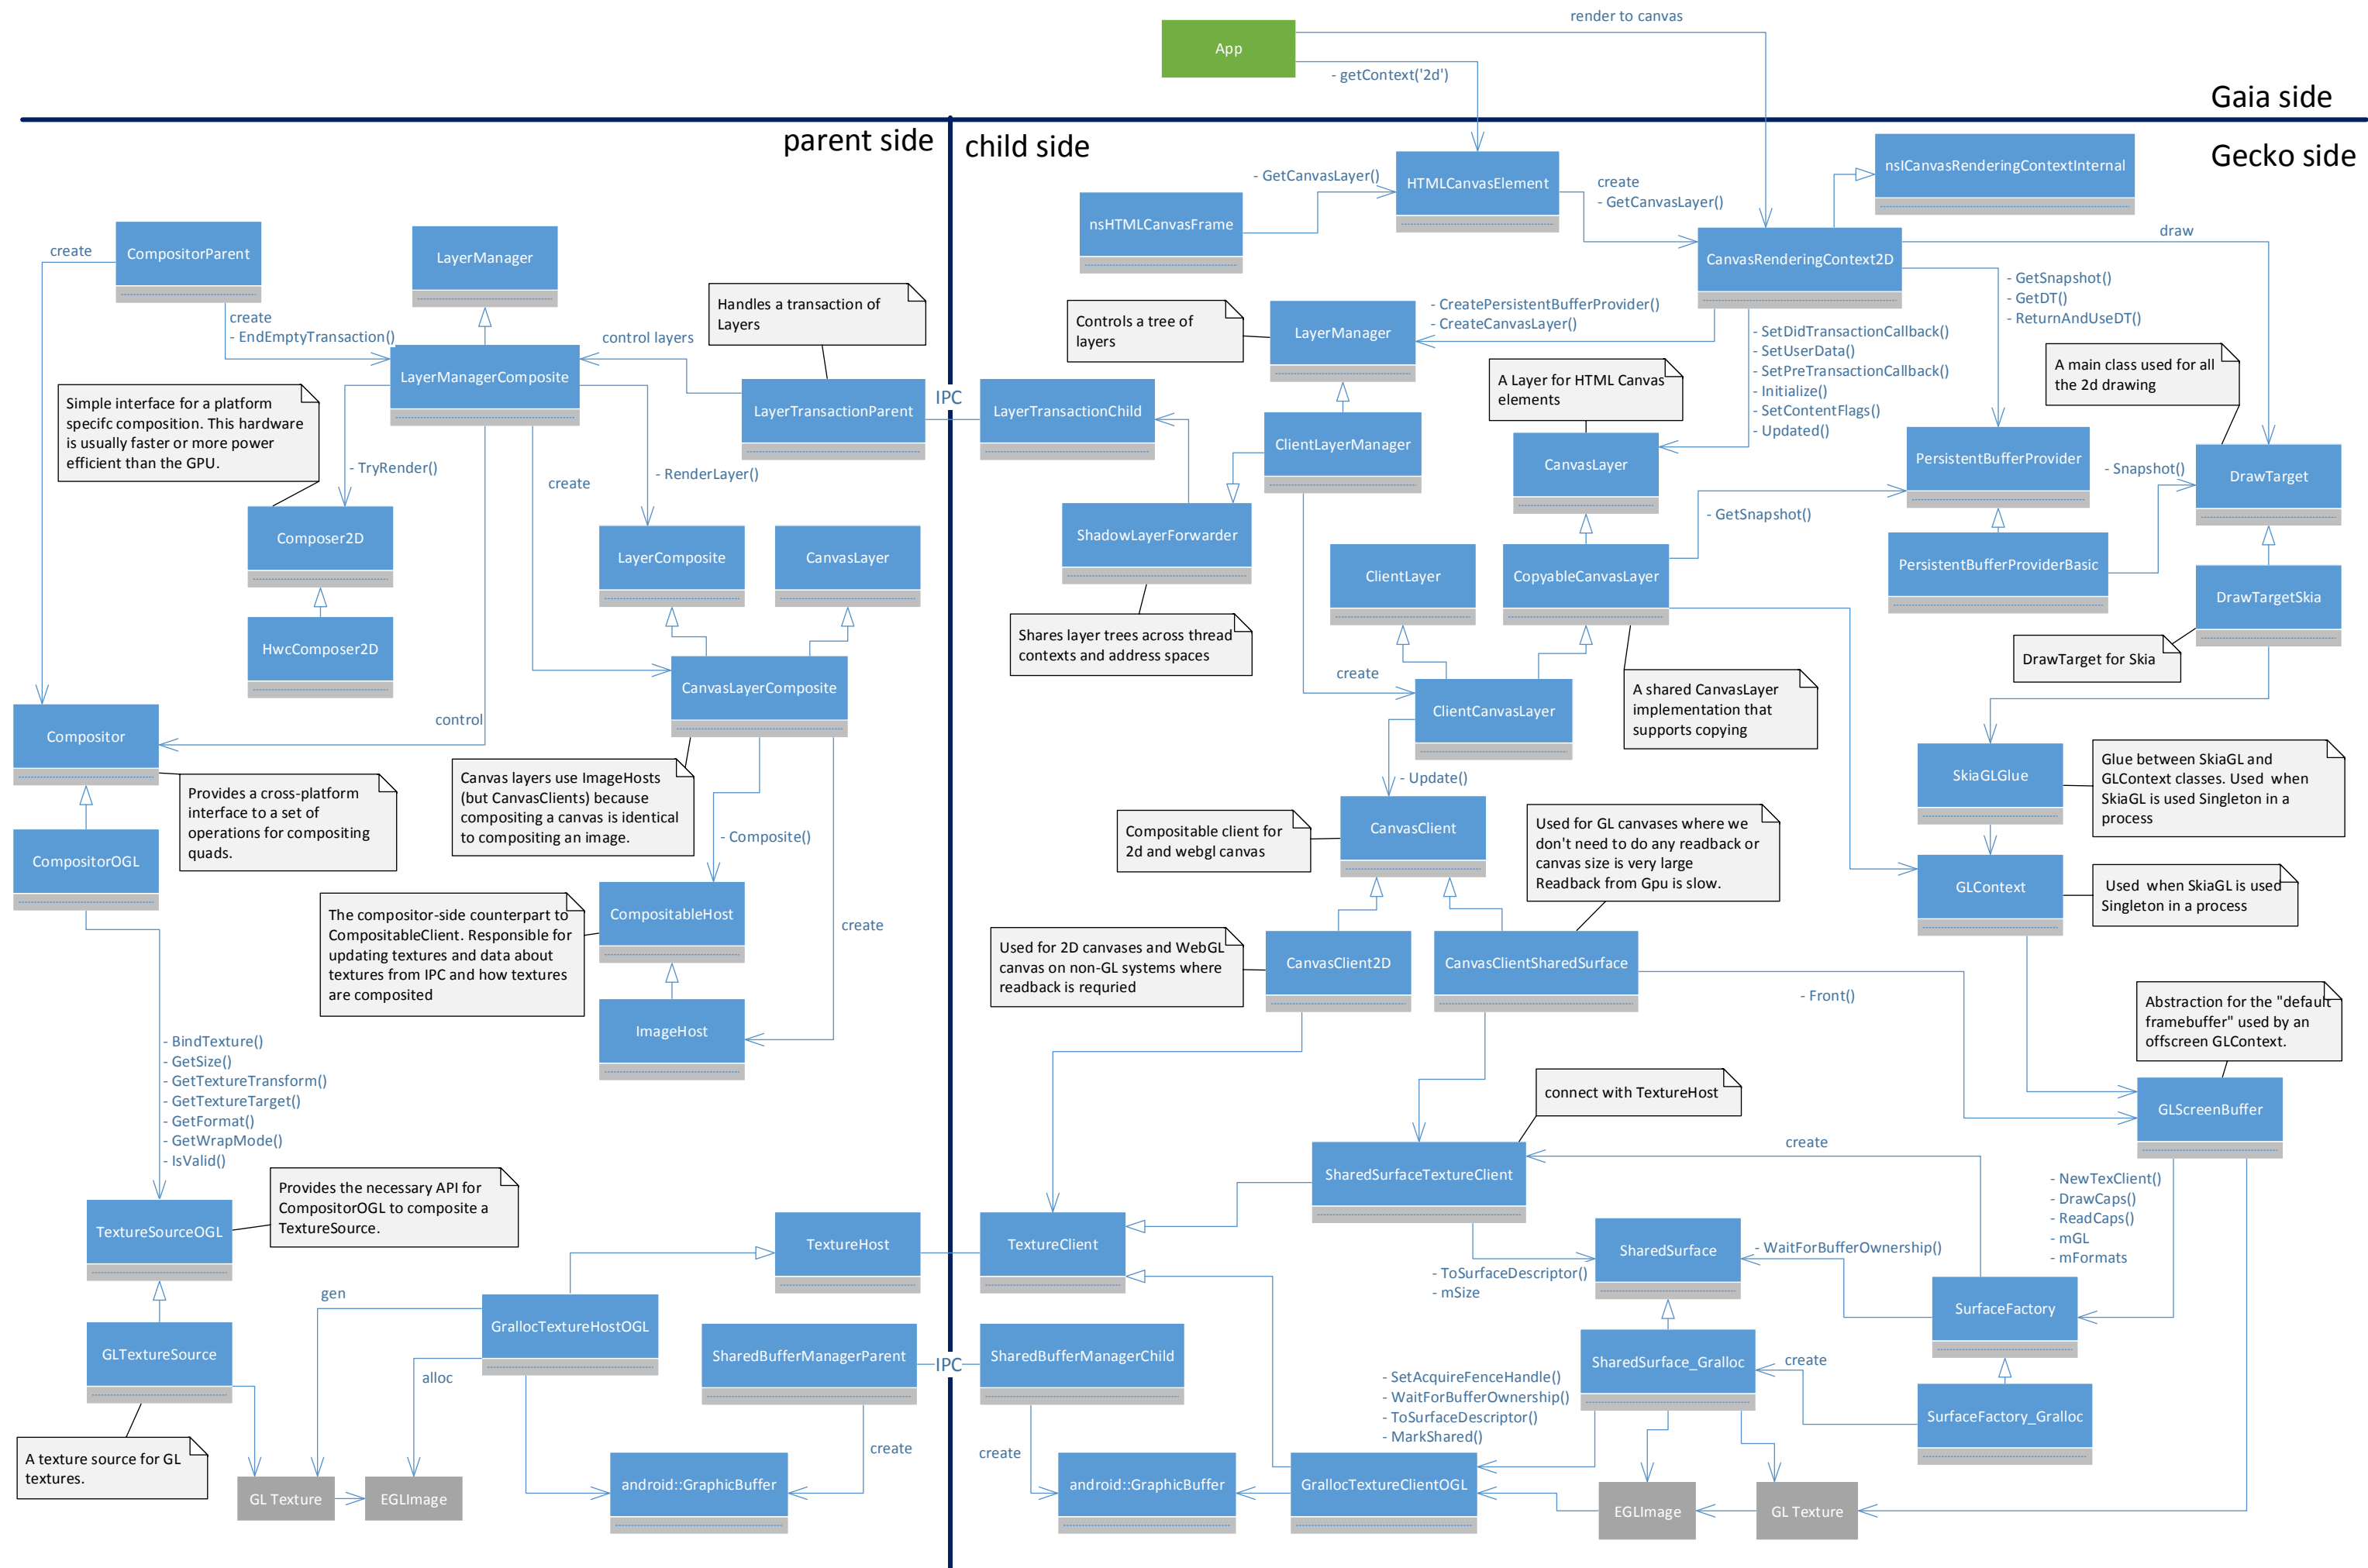 render to canvas
App
- getContext('2d')
Gaia side
parent side
child side
Gecko side
nsICanvasRenderingContextInternal
- GetCanvasLayer()
HTMLCanvasElement
create
- GetCanvasLayer()
nsHTMLCanvasFrame
CanvasRenderingContext2D
draw
- GetSnapshot()
- GetDT()
- ReturnAndUseDT()
create
CompositorParent
LayerManager
create
- EndEmptyTransaction()
Handles a transaction of
Layers
control layers
LayerManagerComposite
LayerTransactionParent
IPC
LayerTransactionChild
Controls a tree of
layers
LayerManager
- CreatePersistentBufferProvider()
- CreateCanvasLayer()
- SetDidTransactionCallback()
- SetUserData()
- SetPreTransactionCallback()
- Initialize()
- SetContentFlags()
- Updated()
A Layer for HTML Canvas
elements
A main class used for all
the 2d drawing
Simple interface for a platform
specifc composition. This hardware
is usually faster or more power
efficient than the GPU.
- TryRender()
create
- RenderLayer()
ClientLayerManager
CanvasLayer
PersistentBufferProvider
- Snapshot()
DrawTarget
- GetSnapshot()
Composer2D
LayerComposite
CanvasLayer
ShadowLayerForwarder
ClientLayer
CopyableCanvasLayer
PersistentBufferProviderBasic
DrawTargetSkia
HwcComposer2D
Shares layer trees across thread
contexts and address spaces
DrawTarget for Skia
CanvasLayerComposite
create
ClientCanvasLayer
A shared CanvasLayer
implementation that
supports copying
control
Compositor
Provides a cross-platform
interface to a set of
operations for compositing
quads.
Canvas layers use ImageHosts
(but CanvasClients) because
compositing a canvas is identical
to compositing an image.
- Update()
SkiaGLGlue
Glue between SkiaGL and
GLContext classes. Used  when
SkiaGL is used Singleton in a
process
CompositorOGL
- Composite()
Compositable client for
2d and webgl canvas
CanvasClient
Used for GL canvases where we
don't need to do any readback or
canvas size is very large
Readback from Gpu is slow.
GLContext
Used  when SkiaGL is used
Singleton in a process
The compositor-side counterpart to
CompositableClient. Responsible for
updating textures and data about
textures from IPC and how textures
are composited
CompositableHost
create
Used for 2D canvases and WebGL
canvas on non-GL systems where
readback is requried
CanvasClient2D
CanvasClientSharedSurface
- Front()
Abstraction for the "default
framebuffer" used by an
offscreen GLContext.
ImageHost
- BindTexture()
- GetSize()
- GetTextureTransform()
- GetTextureTarget()
- GetFormat()
- GetWrapMode()
- IsValid()
connect with TextureHost
GLScreenBuffer
create
SharedSurfaceTextureClient
- NewTexClient()
- DrawCaps()
- ReadCaps()
- mGL
- mFormats
Provides the necessary API for
CompositorOGL to composite a
TextureSource.
TextureSourceOGL
TextureHost
TextureClient
SharedSurface
- WaitForBufferOwnership()
- ToSurfaceDescriptor()
- mSize
gen
GrallocTextureHostOGL
SurfaceFactory
GLTextureSource
alloc
SharedBufferManagerParent
IPC
SharedBufferManagerChild
SharedSurface_Gralloc
create
- SetAcquireFenceHandle()
- WaitForBufferOwnership()
- ToSurfaceDescriptor()
- MarkShared()
SurfaceFactory_Gralloc
A texture source for GL
textures.
create
create
GL Texture
EGLImage
android::GraphicBuffer
android::GraphicBuffer
GrallocTextureClientOGL
EGLImage
GL Texture